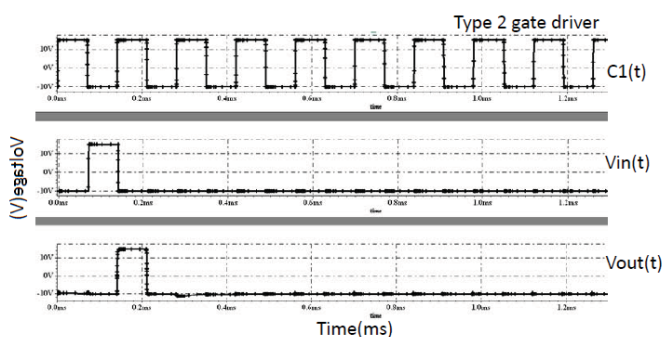 Type 2 gate driver
10V
0V
-10V
0.0ms 0.2ms 0.4ms 0.6ms 0.8ms 1.0ms 1.2ms
C1(t)
time
Voltage
(V)
10V
0V
-10V
0.0ms 0.2ms 0.4ms 0.6ms 0.8ms 1.0ms 1.2ms
Vin(t)
time
10V
0V
-10V
0.0ms 0.2ms 0.4ms 0.6ms 0.8ms 1.0ms 1.2ms
Vout(t)
time
Time(ms)